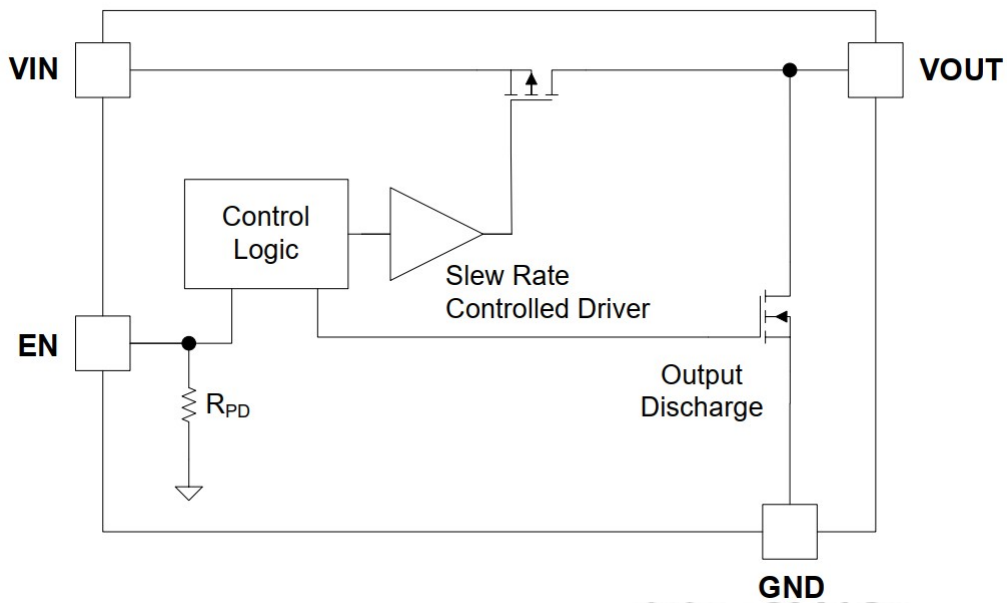 VIN
VOUT
Control
Logic
Slew Rate
Controlled Driver
EN
RPD
Output
Discharge
GND